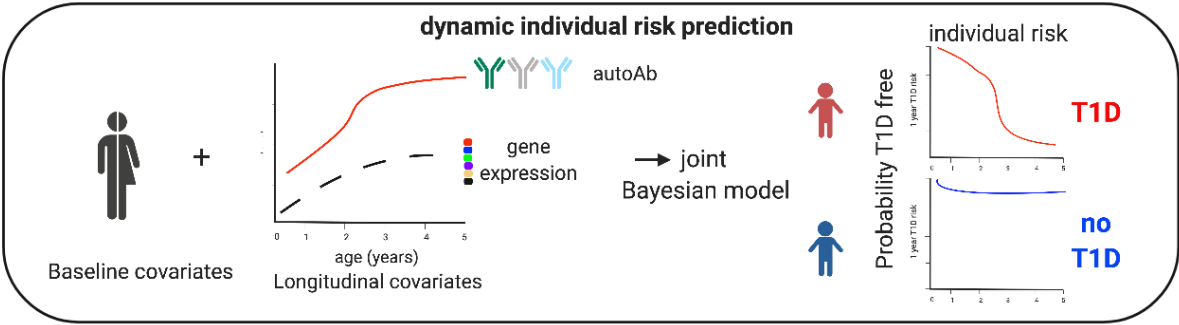 dynamic individual risk prediction
Baseline covariates
+
0 1 2 3 4 5
age (years)
Longitudinal covariates
autoAb
gene
expression
joint
Bayesian model
Probability T1D free
individual risk
1 year T1D risk
0 1 2 3 4 5
T1D
1 year T1D risk
0 1 2 3 4 5
no
T1D